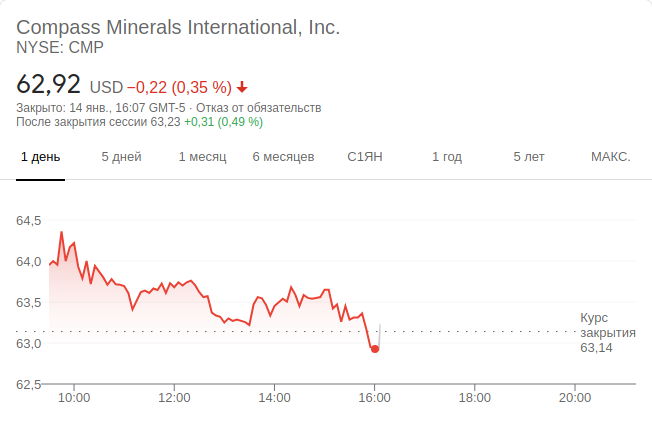 Compass Minerals International, Inc.
NYSE: CMP
62,92 USD −0,22 (0,35 %)
Закрыто: 14 янв., 16:07 GMT-5 · Отказ от обязательств
После закрытия сессии 63,23 +0,31 (0,49 %)
1 день 5 дней 1 месяц 6 месяцев С1ЯН 1 год 5 лет МАКС.
64,5
64,0
63,5
63,0
62,5
Курс
закрытия
63,14
10:00 12:00 14:00 16:00 18:00 20:00